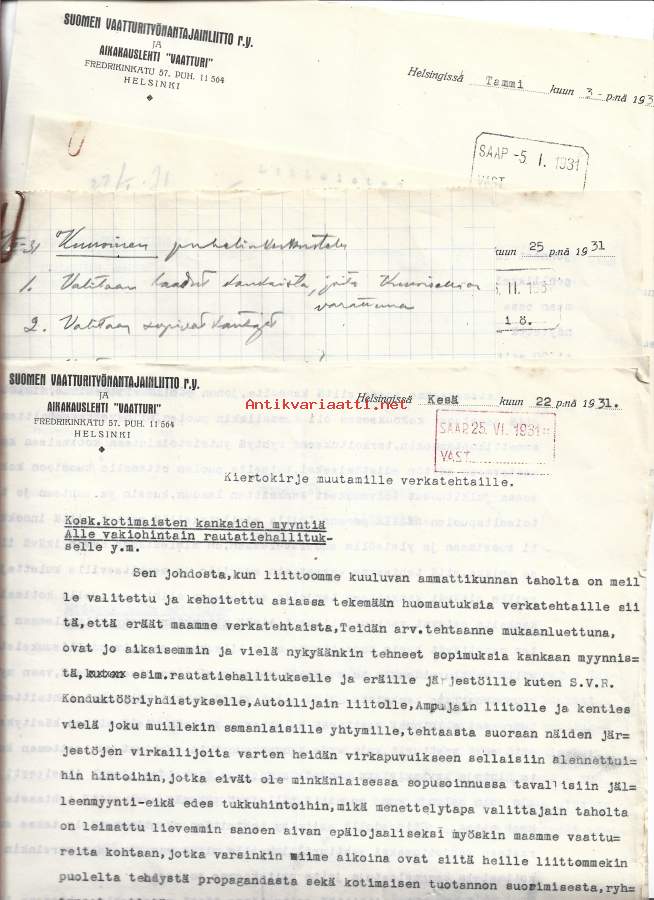 SUOMEN VAATTURITYÖNANTAJAINLIITTO r.y.
JA
AIKAKAUSLEHTI "VAATTURI"
FREDRIKINKATU 57. PUH. 11 564
HELSINKI
Helsingissä Tammi kuun 3 - p:nä 193
SAAP -5. I. 1931
VAST.
puhelinkeskustelu
kuun 25 p:nä 1931
1. Valitaan laadut kankaista, joita
varattuna
2. Valitaan sopivat
SUOMEN VAATTURITYÖNANTAJAINLIITTO r.y.
JA
AIKAKAUSLEHTI "VAATTURI"
FREDRIKINKATU 57. PUH. 11 564
HELSINKI
Helsingissä Kesä kuun 22 p:nä 1931.
Antikvariaatti.net
SAAP 25. VI. 1931
VAST.
Kiertokirje muutamille verkatehtaille.
Kosk.kotimaisten kankaiden myyntiä
Alle vakiohintain rautatiehallituk-
selle y.m.
Sen johdosta,kun liittoomme kuuluvan ammattikunnan taholta on meil
le valitettu ja kehoitettu asiassa tekemään huomautuksia verkatehtaille sii
tä,että eräät maamme verkatehtaista,Teidän arv.tehtaanne mukaanluettuna,
ovat jo aikaisemmin ja vielä nykyäänkin tehneet sopimuksia kankaan myynnis=
tä, esim.rautatiehallitukselle ja eräille järjestöille kuten S.V.R.
Konduktööriyhdistykselle,Autoilijain liitolle,Ampujain liitolle ja kenties
vielä joku muillekin samanlaisille yhtymille,tehtaasta suoraan näiden jär=
jestöjen virkailijoita varten heidän virkapuvuikseen sellaisiin alennettui=
hin hintoihin,jotka eivät ole minkänlaisessa sopusoinnussa tavallisiin jäl=
leenmyynti-eikä edes tukkuhintoihin,mikä menettelytapa valittajain taholta
on leimattu lievemmin sanoen aivan epälojaaliseksi myöskin maamme vaattu=
reita kohtaan,jotka varsinkin viime aikoina ovat siitä heille liittommekin
puolelta tehdystä propagandasta sekä kotimaisen tuotannon suosimisesta,ryh=